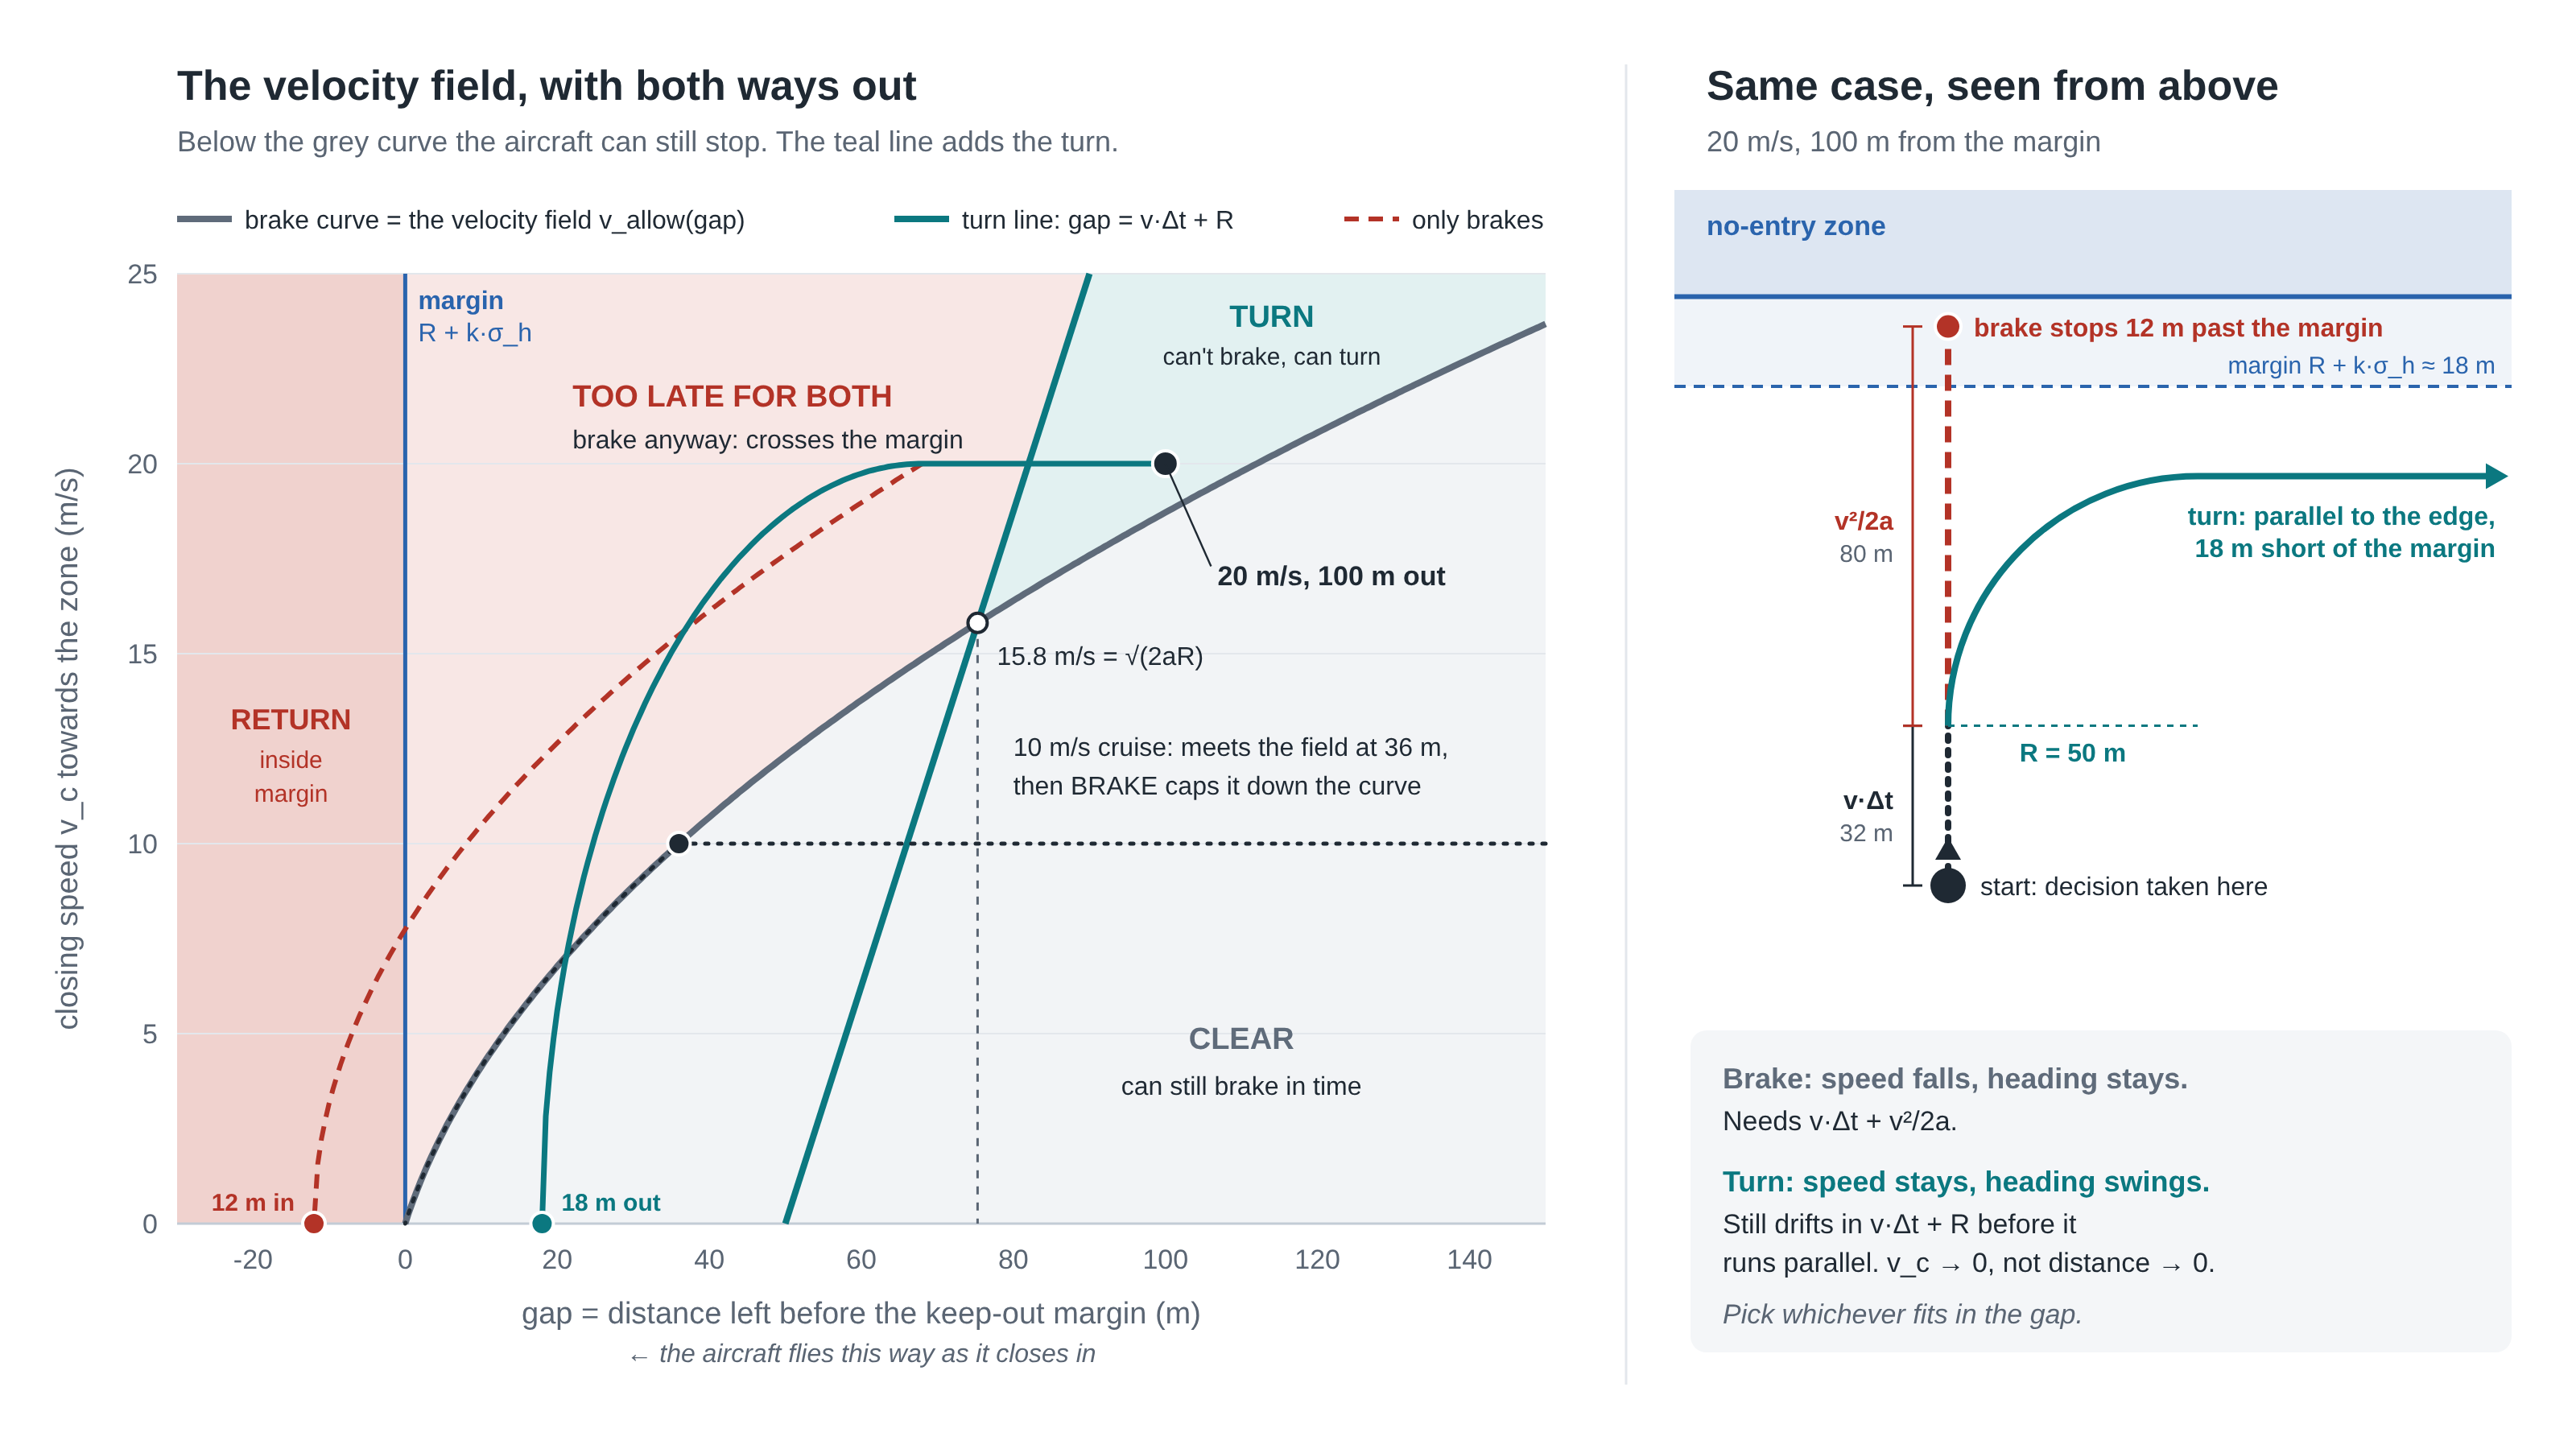 The velocity field, with both ways out
Below the grey curve the aircraft can still stop. The teal line adds the turn.
brake curve = the velocity field v_allow(gap)
turn line: gap = v·Δt + R
only brakes
25
20
15
10
5
0
closing speed v_c towards the zone (m/s)
margin
R + k·σ_h
TURN
can't brake, can turn
TOO LATE FOR BOTH
brake anyway: crosses the margin
20 m/s, 100 m out
15.8 m/s = √(2aR)
RETURN
inside
margin
10 m/s cruise: meets the field at 36 m,
then BRAKE caps it down the curve
CLEAR
can still brake in time
12 m in
18 m out
-20
0
20
40
60
80
100
120
140
gap = distance left before the keep-out margin (m)
← the aircraft flies this way as it closes in
Same case, seen from above
20 m/s, 100 m from the margin
no-entry zone
brake stops 12 m past the margin
margin R + k·σ_h ≈ 18 m
v²/2a
80 m
turn: parallel to the edge,
18 m short of the margin
R = 50 m
v·Δt
32 m
start: decision taken here
Brake: speed falls, heading stays.
Needs v·Δt + v²/2a.
Turn: speed stays, heading swings.
Still drifts in v·Δt + R before it
runs parallel. v_c → 0, not distance → 0.
Pick whichever fits in the gap.